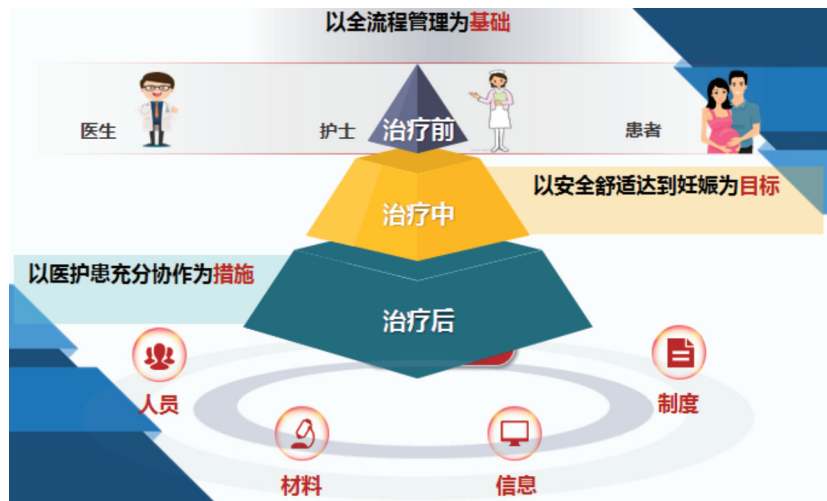 以全流程管理为基础
医生
护士
治疗前
患者
以安全舒适达到妊娠为目标
治疗中
以医护患充分协作为措施
治疗后
人员
制度
材料
信息